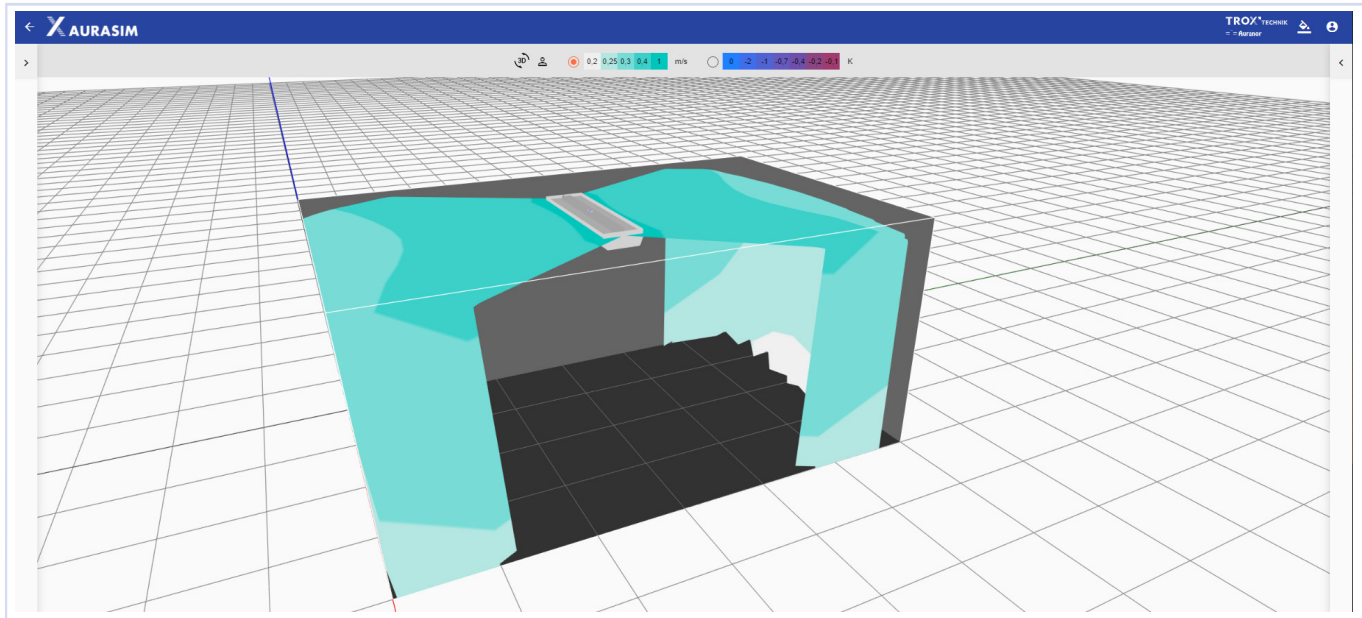 ← X AURASIM
TROX® TECHNIK
Auranor
3D 0,2 0,25 0,3 0,4 1 m/s 0 -2 -1 -0,7 -0,4 -0,2 -0,1 K